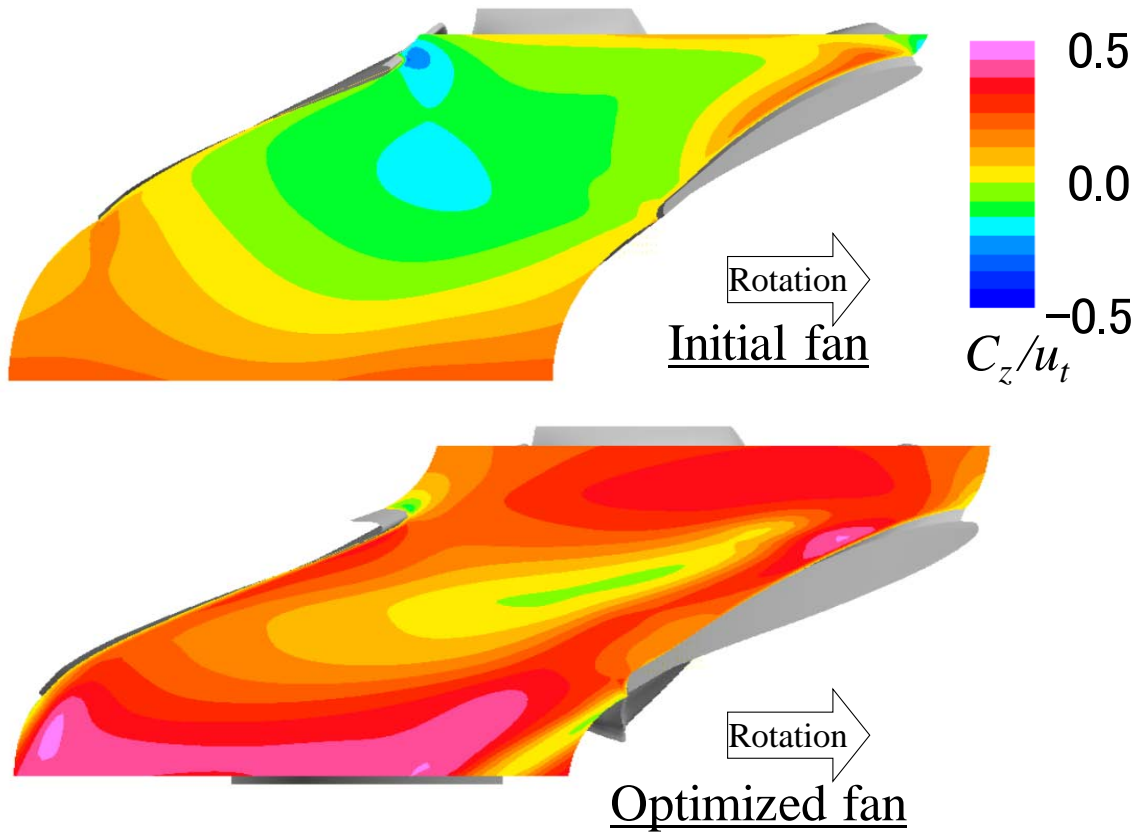 0.5
0.0
−0.5
C_z/u_t
Rotation
Initial fan
Rotation
Optimized fan